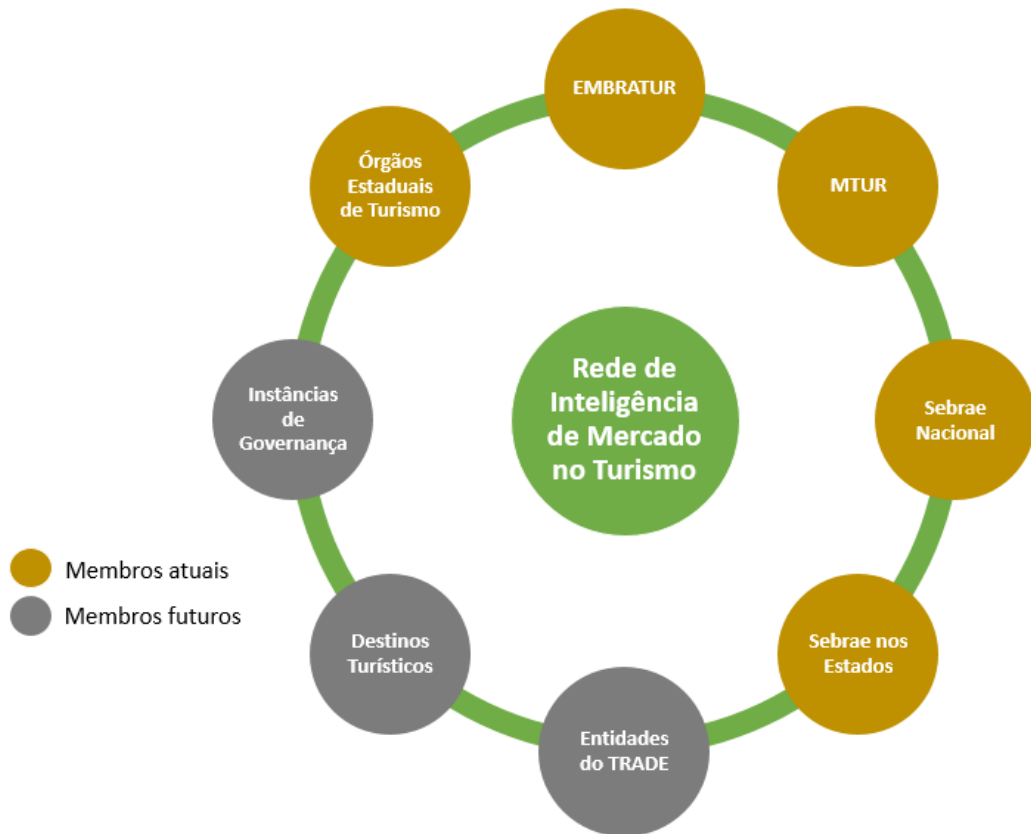 EMBRATUR
Órgãos
Estaduais
de Turismo
MTUR
Rede de
Inteligência
de Mercado
no Turismo
Instâncias
de
Governança
Sebrae
Nacional
Membros atuais
Membros futuros
Destinos
Turísticos
Sebrae nos
Estados
Entidades
do TRADE